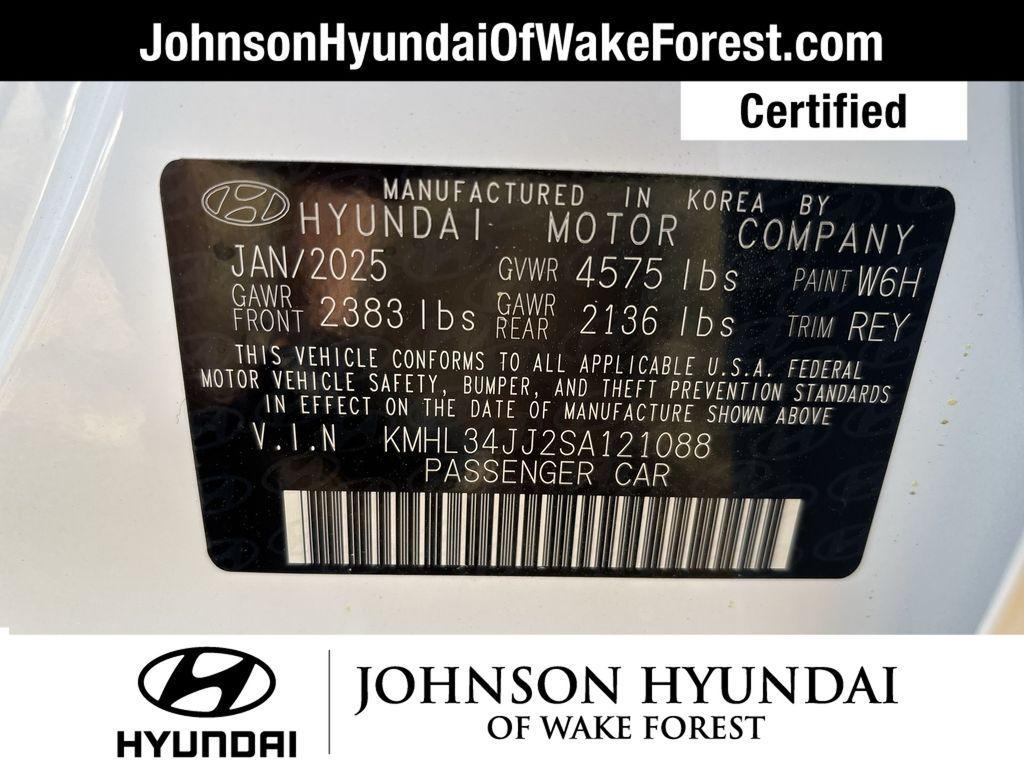 JohnsonHyundaiOfWakeForest.com
Certified
MANUFACTURED IN KOREA BY
HYUNDAI MOTOR COMPANY
JAN/2025 GVWR 4575 lbs PAINT W6H
GAWR FRONT 2383 lbs GAWR REAR 2136 lbs TRIM REY
THIS VEHICLE CONFORMS TO ALL APPLICABLE U.S.A. FEDERAL
MOTOR VEHICLE SAFETY, BUMPER, AND THEFT PREVENTION STANDARDS
IN EFFECT ON THE DATE OF MANUFACTURE SHOWN ABOVE
V.I.N KMHL34JJ2SA121088
PASSENGER CAR
HYUNDAI
JOHNSON HYUNDAI
OF WAKE FOREST